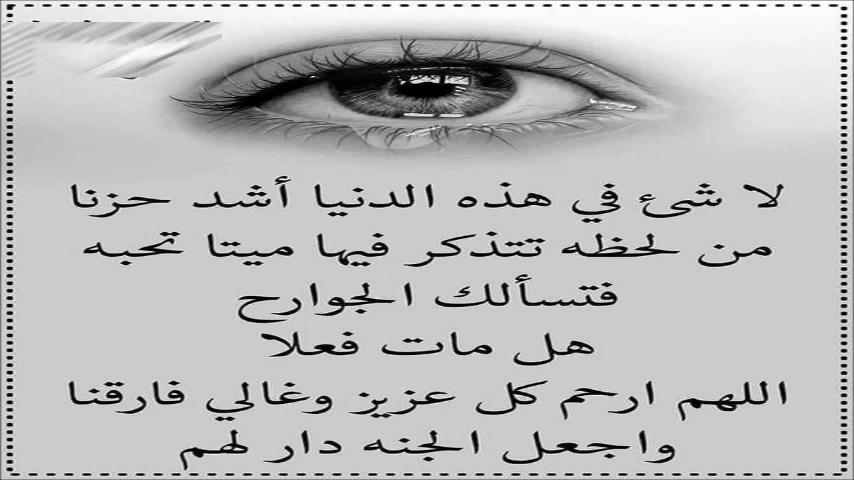 لا شئ في هذه الدنيا أشد حزنا
من لحظه تتذكر فيها ميتا تحبه
فتسألك الجوارح
هل مات فعلا
اللهم ارحم كل عزيز وغالي فارقنا
واجعل الجنه دار لهم